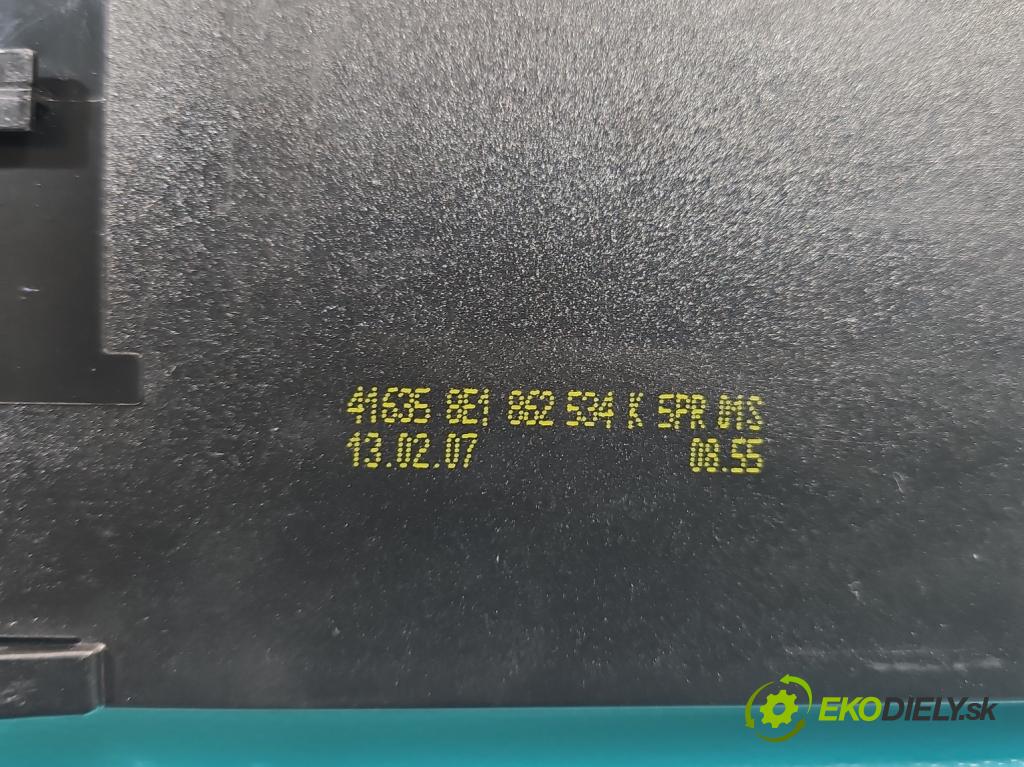 41635 8E1 862 534 K 5PR 01S
13.02.07 08.55
EKODIELY.sk